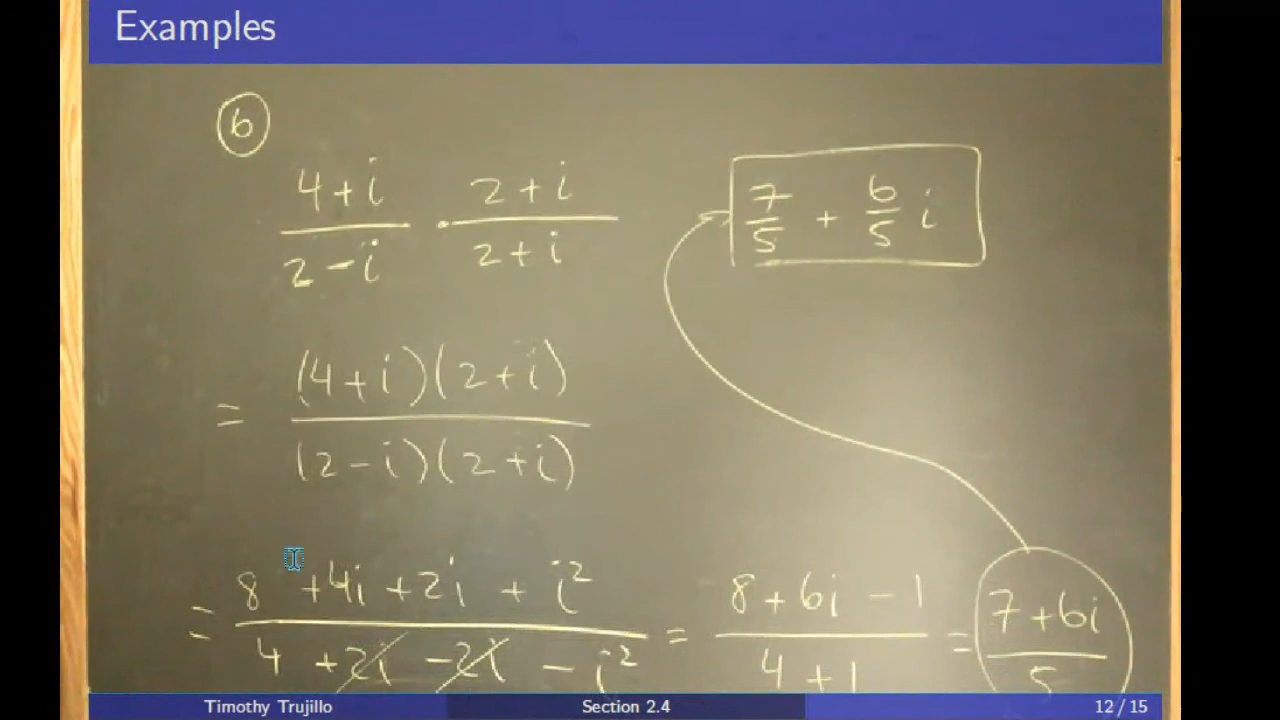 Examples
6
4+i / 2-i · 2+i / 2+i
7/5 + 6/5 i
= (4+i)(2+i) / (2-i)(2+i)
= 8 +4i +2i + i² / 4 +2i -2i - i² = 8+6i-1 / 4+1 = 7+6i / 5
Timothy Trujillo Section 2.4 12/15